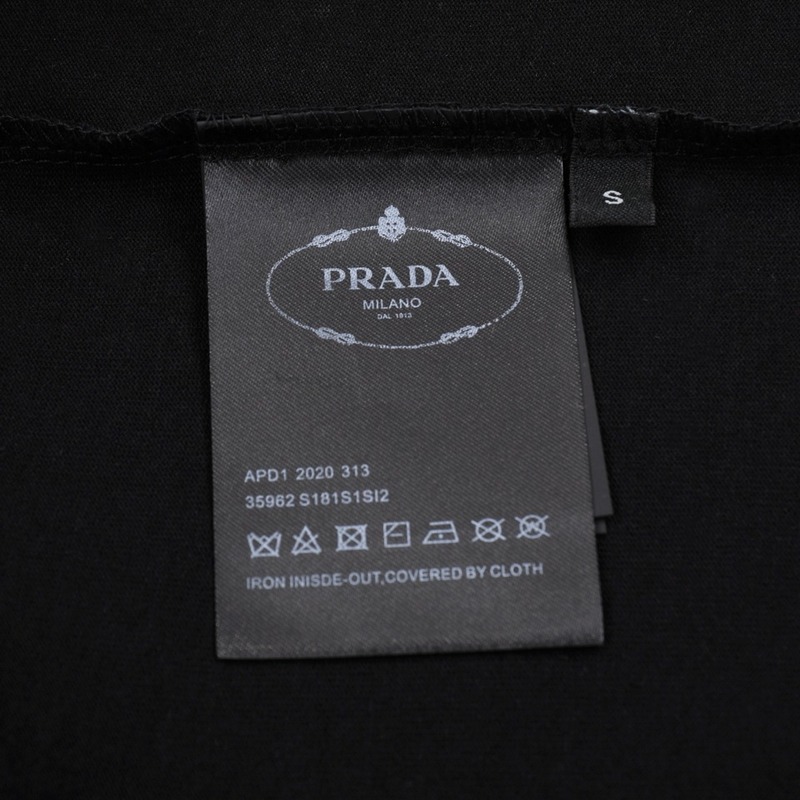 S
PRADA
MILANO
DAL 1913
APD1 2020 313
35962 S181S1SI2
IRON INISDE-OUT,COVERED BY CLOTH